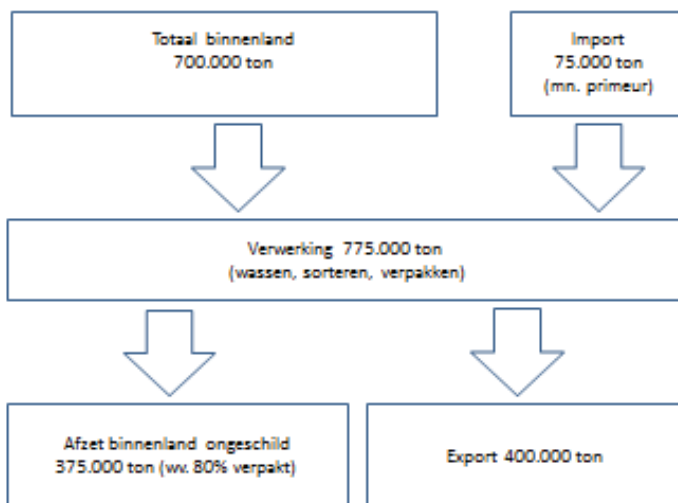 Totaal binnenland
700.000 ton
Import
75.000 ton
(mn. primeur)
Verwerking 775.000 ton
(wassen, sorteren, verpakken)
Afzet binnenland ongeschild
375.000 ton (wv. 80% verpakt)
Export 400.000 ton